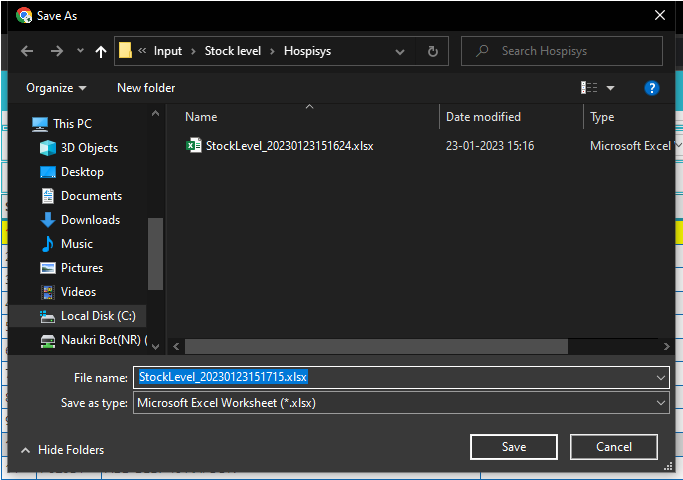 Save As
Input
Stock level
Hospisys
Search Hospisys
Organize
New folder
Name
Date modified
Type
This PC
3D Objects
Desktop
Documents
Downloads
Music
Pictures
Videos
Local Disk (C:)
Naukri Bot(NR) (
StockLevel_20230123151624.xlsx
23-01-2023 15:16
Microsoft Excel
File name:
StockLevel_20230123151715.xlsx
Save as type:
Microsoft Excel Worksheet (*.xlsx)
Hide Folders
Save
Cancel